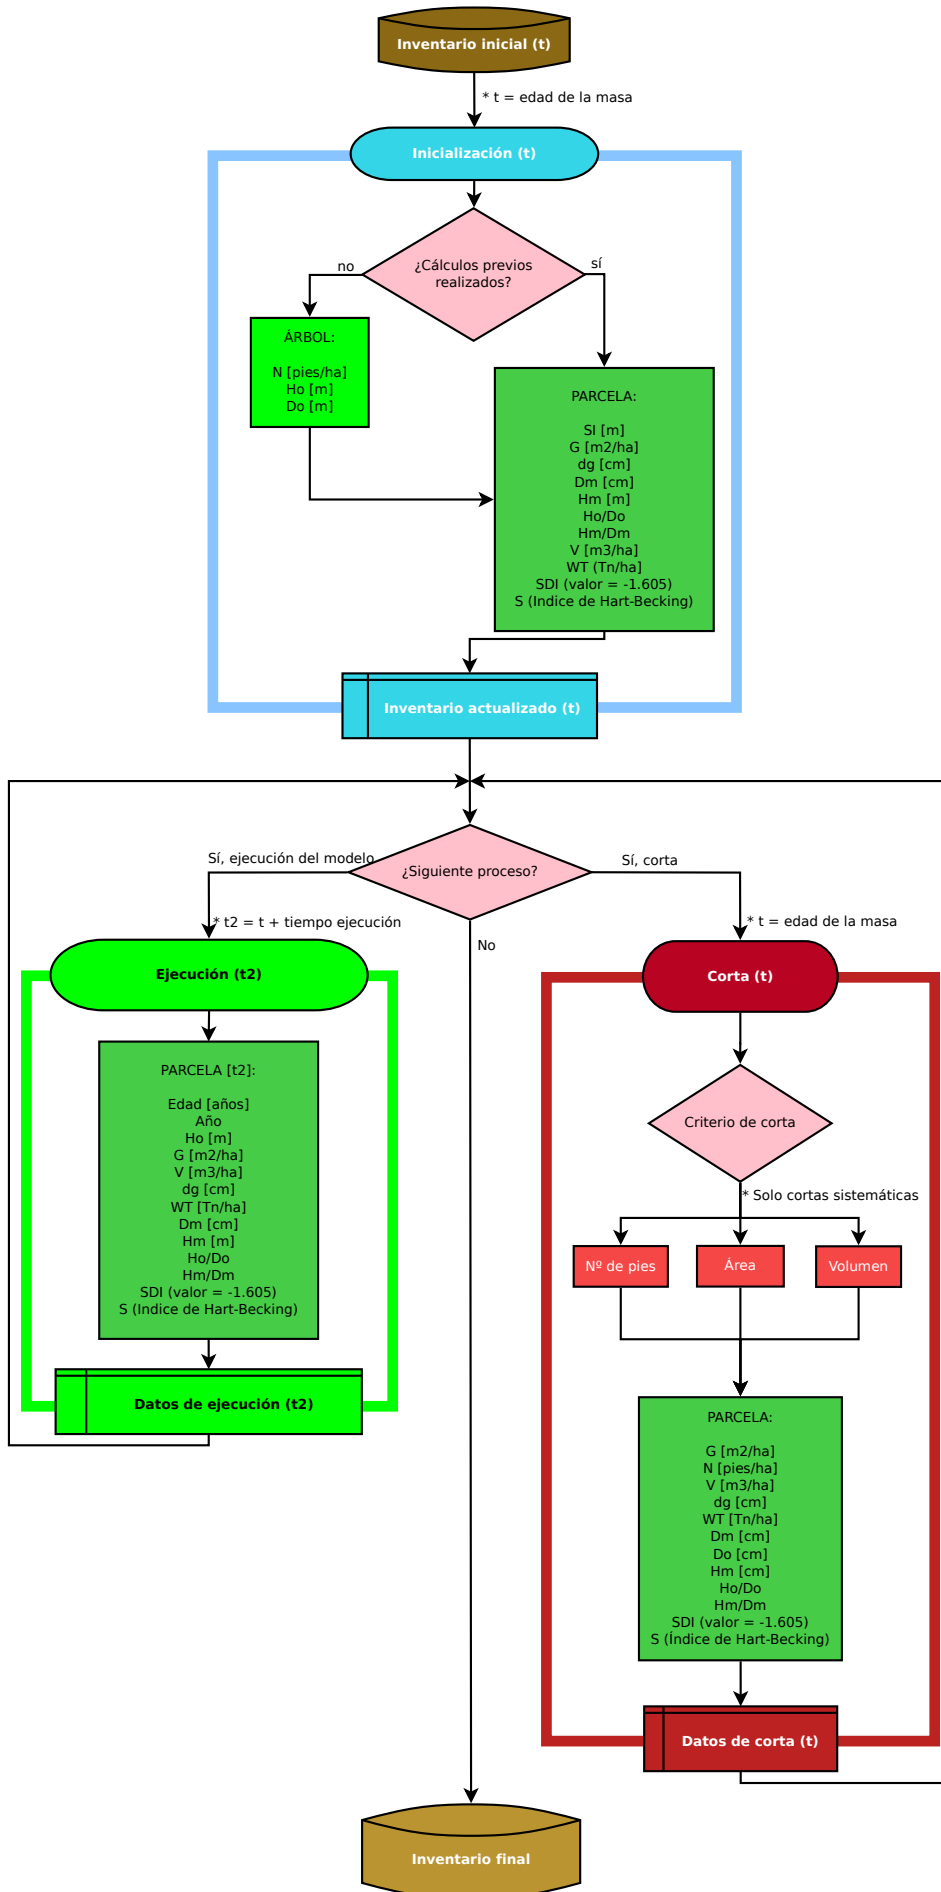 Inventario inicial (t)
* t = edad de la masa
Inicialización (t)
¿Cálculos previos
realizados?
no
sí
ÁRBOL:
N [pies/ha]
Ho [m]
Do [m]
PARCELA:
SI [m]
G [m2/ha]
dg [cm]
Dm [cm]
Hm [m]
Ho/Do
Hm/Dm
V [m3/ha]
WT (Tn/ha]
SDI (valor = -1.605)
S (Indice de Hart-Becking)
Inventario actualizado (t)
¿Siguiente proceso?
Sí, ejecución del modelo
Sí, corta
No
* t2 = t + tiempo ejecución
Ejecución (t2)
PARCELA [t2]:
Edad [años]
Año
Ho [m]
G [m2/ha]
V [m3/ha]
dg [cm]
WT [Tn/ha]
Dm [cm]
Hm [m]
Ho/Do
Hm/Dm
SDI (valor = -1.605)
S (Indice de Hart-Becking)
Datos de ejecución (t2)
* t = edad de la masa
Corta (t)
Criterio de corta
* Solo cortas sistemáticas
Nº de pies
Área
Volumen
PARCELA:
G [m2/ha]
N [pies/ha]
V [m3/ha]
dg [cm]
WT [Tn/ha]
Dm [cm]
Do [cm]
Hm [cm]
Ho/Do
Hm/Dm
SDI (valor = -1.605)
S (Índice de Hart-Becking)
Datos de corta (t)
Inventario final